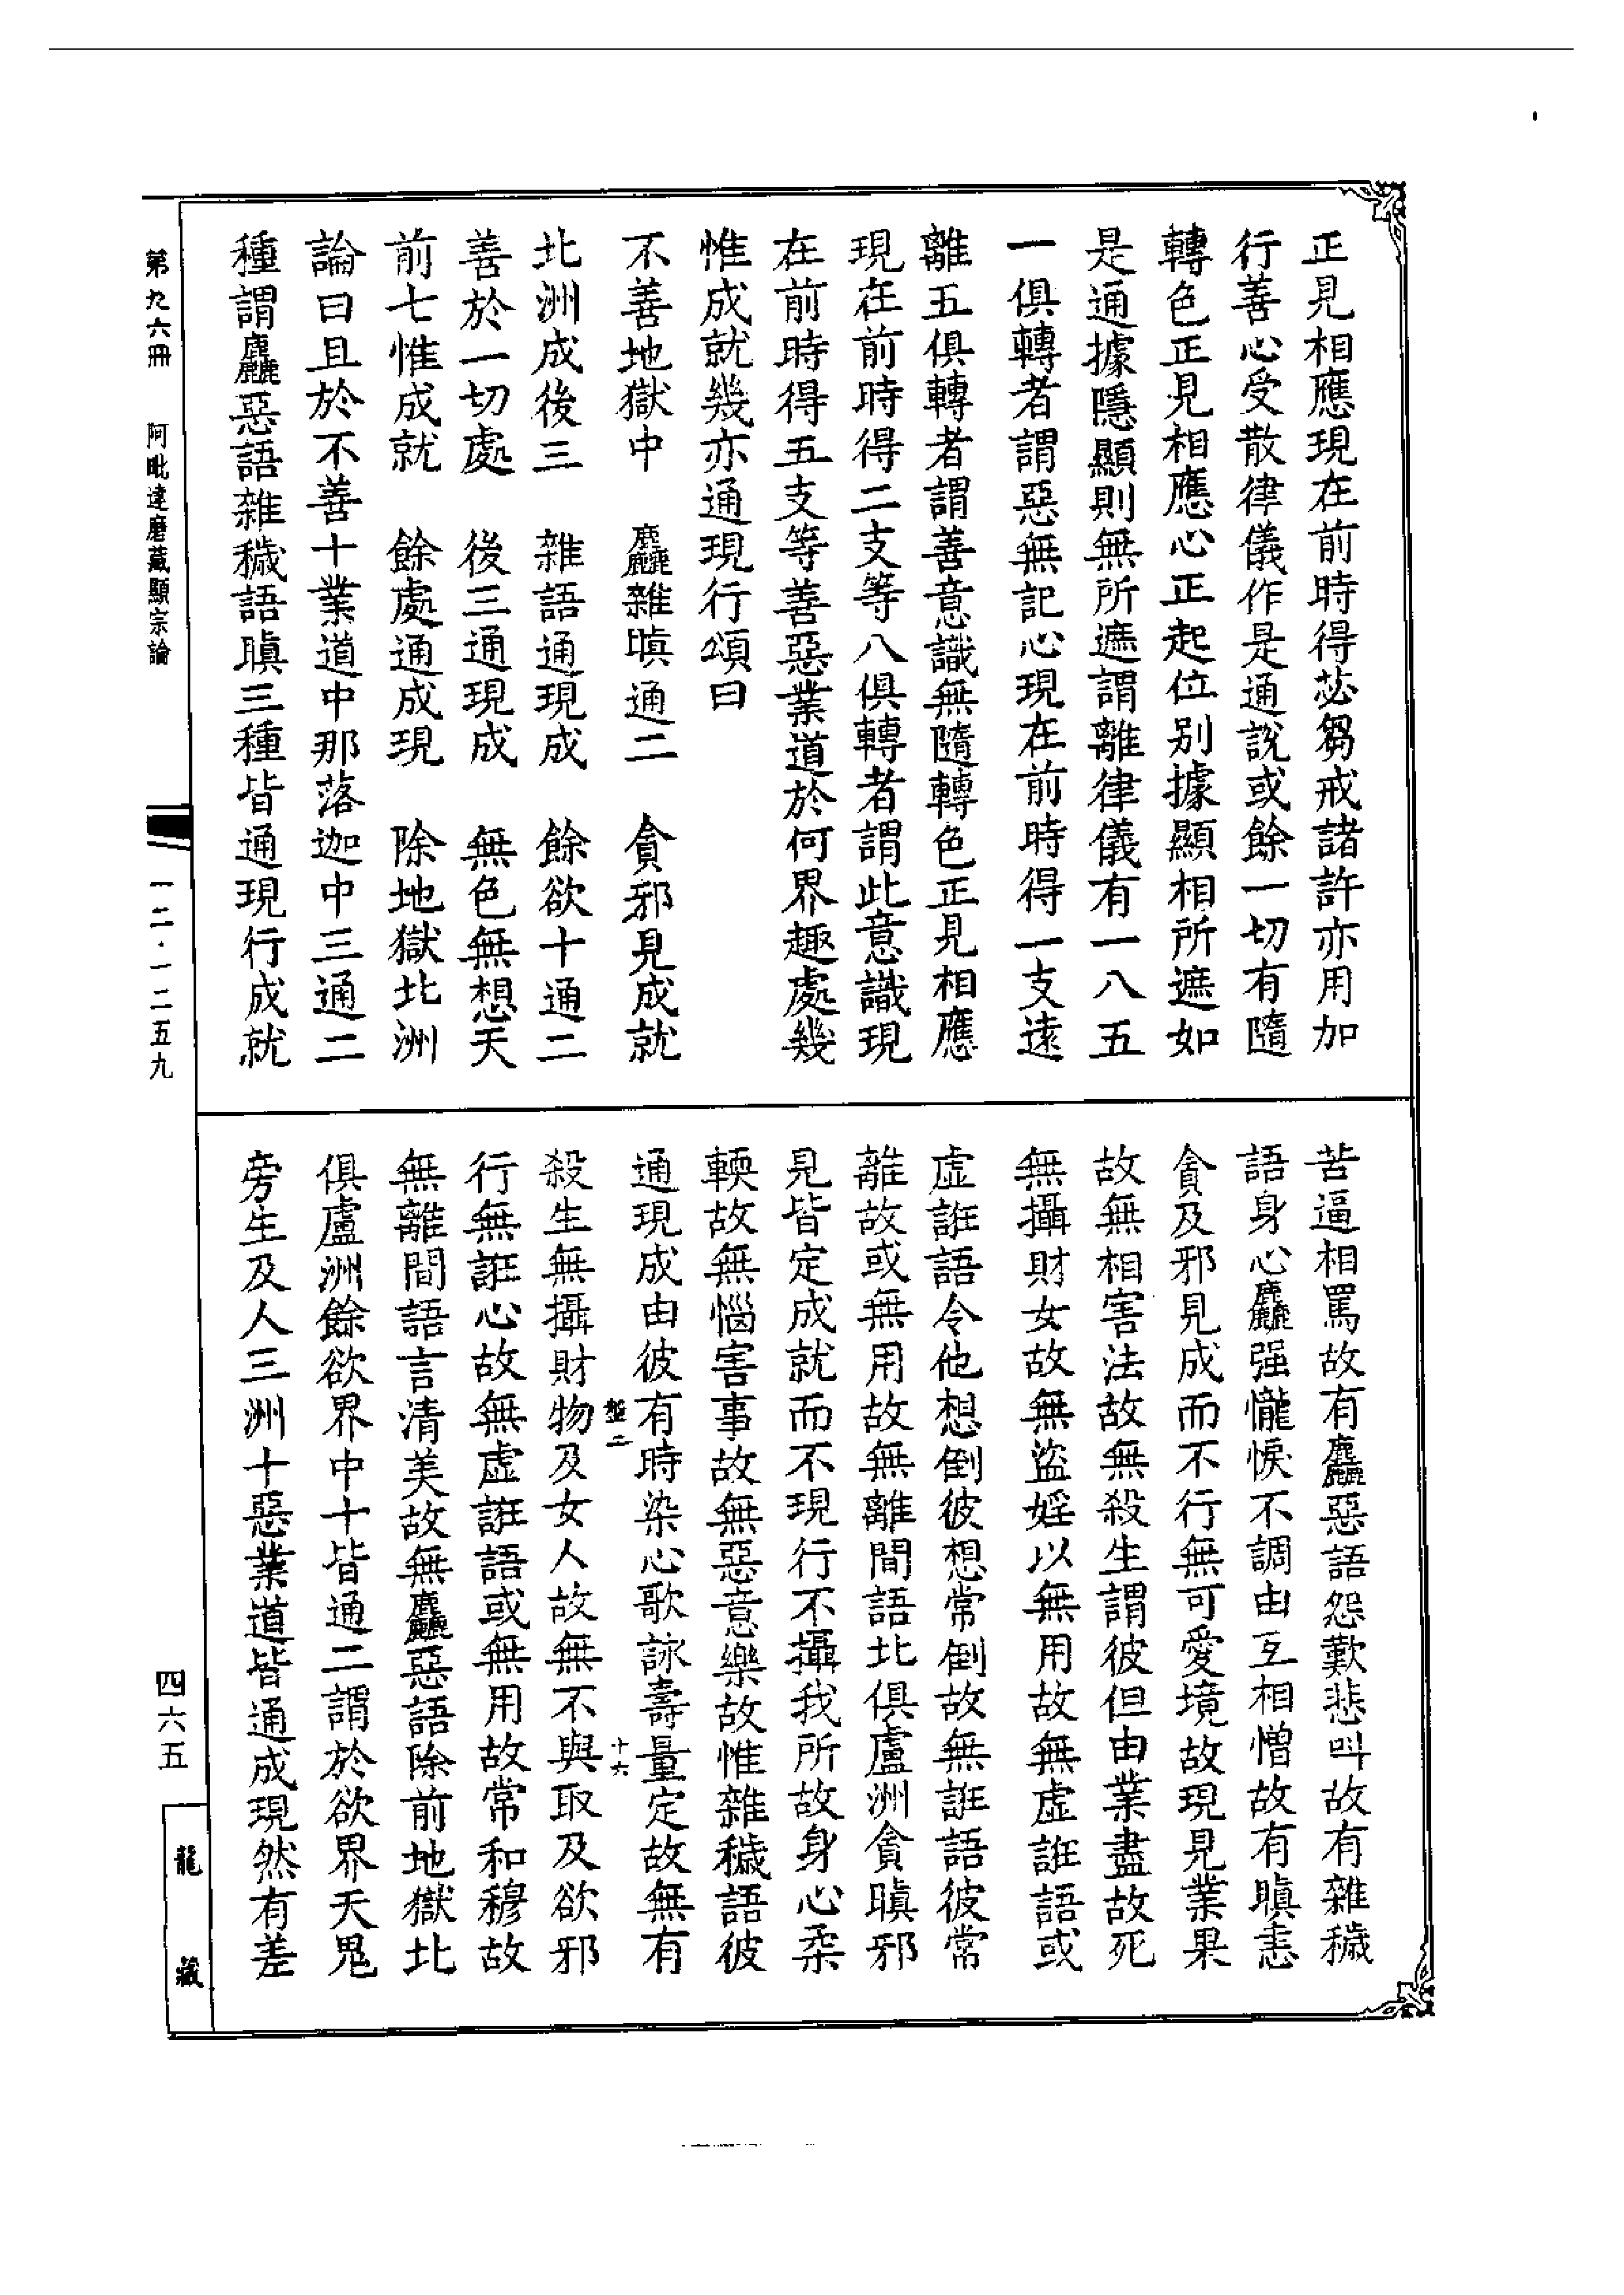 正見相應現在前時得苾芻戒諸許亦用加
行善心受散律儀作是通說或餘一切有隨
轉色正見相應心正起位別據顯相所遮如
是通據隱顯則無所遮謂離律儀有一八五
一俱轉者謂惡無記心現在前時得一支遠
離五俱轉者謂善意識無隨轉色正見相應
現在前時得二支等八俱轉者謂此意識現
在前時得五支等善惡業道於何界趣處幾
惟成就幾亦通現行頌曰
不善地獄中　麤雜瞋通二　貪邪見成就
北洲成後三　雜語通現成　餘欲十通二
善於一切處　後三通現成　無色無想天
前七惟成就　餘處通成現　除地獄北洲
論曰且於不善十業道中那落迦中三通二
種謂麤惡語雜穢語瞋三種皆通現行成就
苦逼相罵故有麤惡語怨歎悲叫故有雜穢
語身心麤强𢤱悷不調由互相憎故有瞋恚
貪及邪見成而不行無可愛境故現見業果
故無相害法故無殺生謂彼但由業盡故死
無攝財女故無盜婬以無用故無虛誑語或
虛誑語令他想倒彼想常倒故無誑語彼常
離故或無用故無離間語北俱盧洲貪瞋邪
見皆定成就而不現行不攝我所故身心柔
輭故無惱害事故無惡意樂故惟雜穢語彼
通現成由彼有時染心歌詠壽量定故無有
盤二
十六
殺生無攝財物及女人故無不與取及欲邪
行無誑心故無虛誑語或無用故常和穆故
無離間語言清美故無麤惡語除前地獄北
俱盧洲餘欲界中十皆通二謂於欲界天鬼
旁生及人三洲十惡業道皆通成現然有差
第九六冊　阿毗達磨藏顯宗論
一二·一二五九
四六五
龍藏